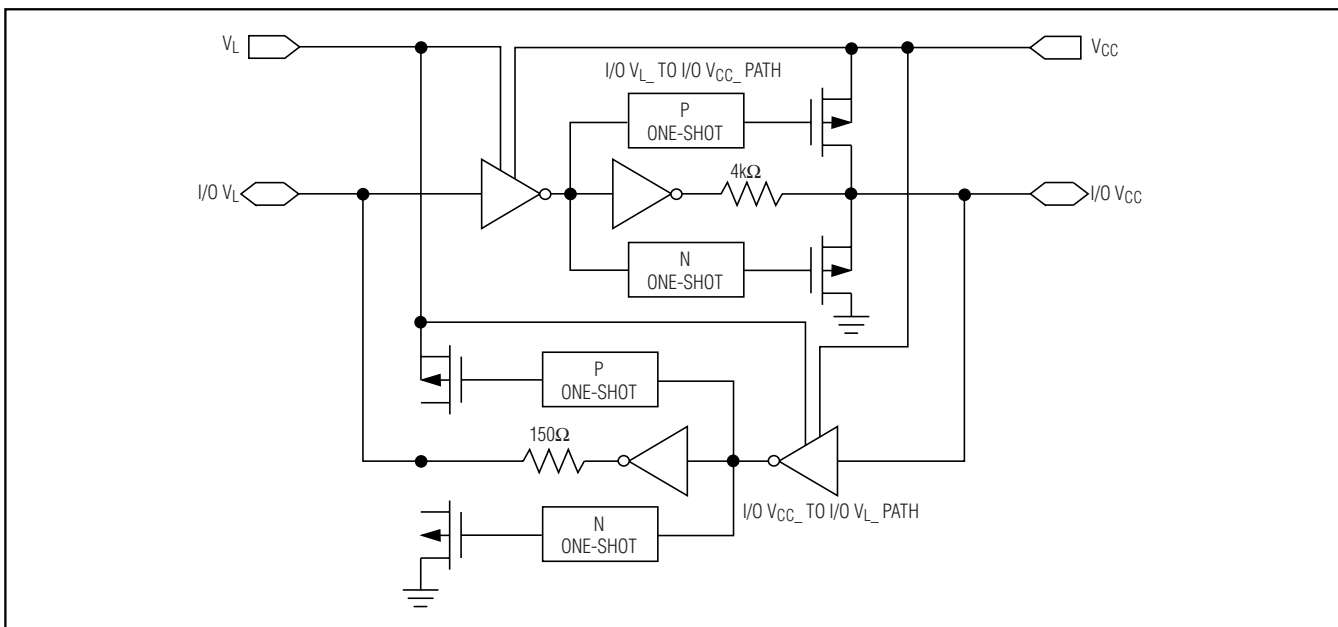 V_L
V_CC
I/O V_L_ TO I/O V_CC_ PATH
P
ONE-SHOT
4kΩ
I/O V_L
I/O V_CC
N
ONE-SHOT
P
ONE-SHOT
150Ω
I/O V_CC_ TO I/O V_L_ PATH
N
ONE-SHOT